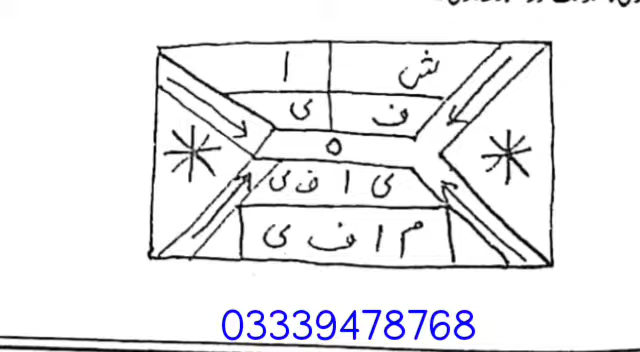 ش ا
ف ی
ه
ی ا ف ی
م ا ف ی
03339478768